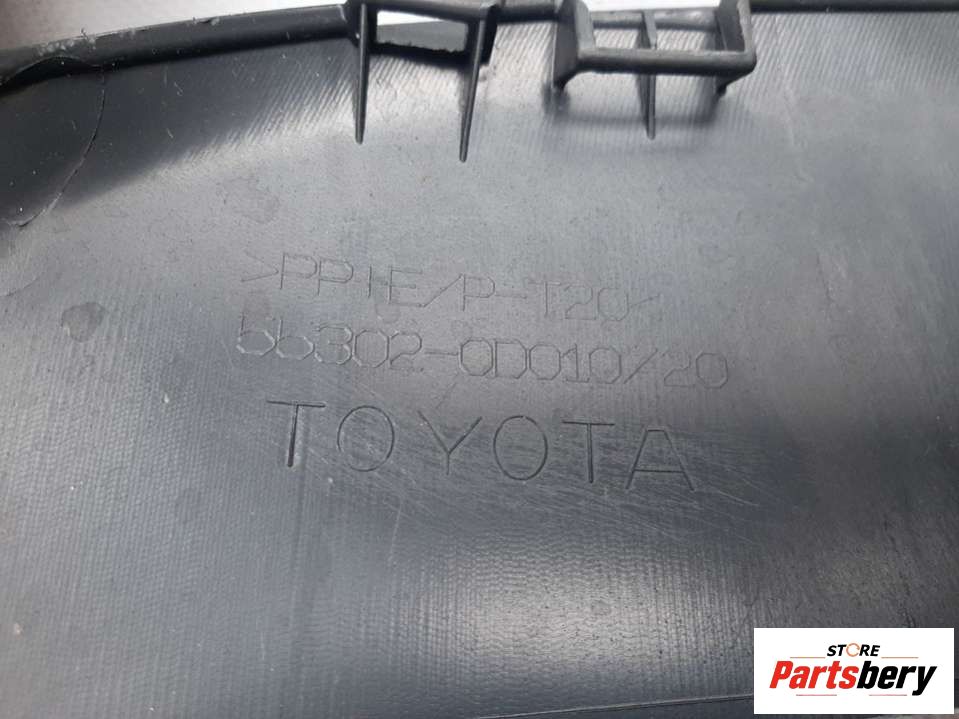 >PP+E/P-T20<
55302-0D010/20
TOYOTA
STORE
Partsbery